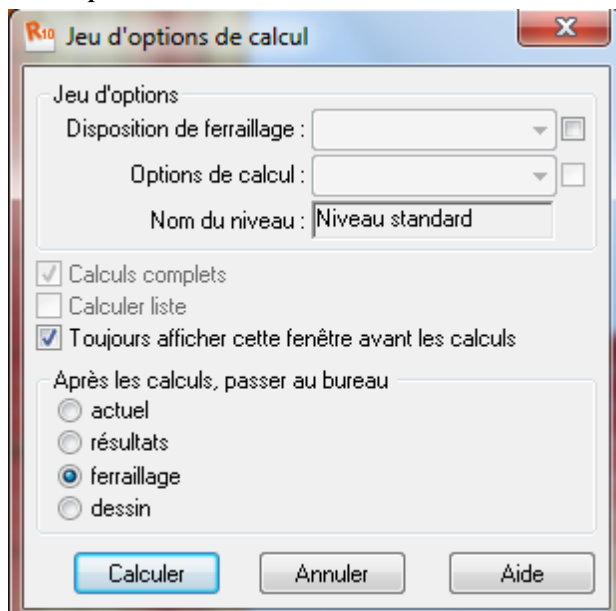 R10 Jeu d'options de calcul
Jeu d'options
Disposition de ferraillage :
Options de calcul :
Nom du niveau : Niveau standard
Calculs complets
Calculer liste
Toujours afficher cette fenêtre avant les calculs
Après les calculs, passer au bureau
actuel
résultats
ferraillage
dessin
Calculer Annuler Aide